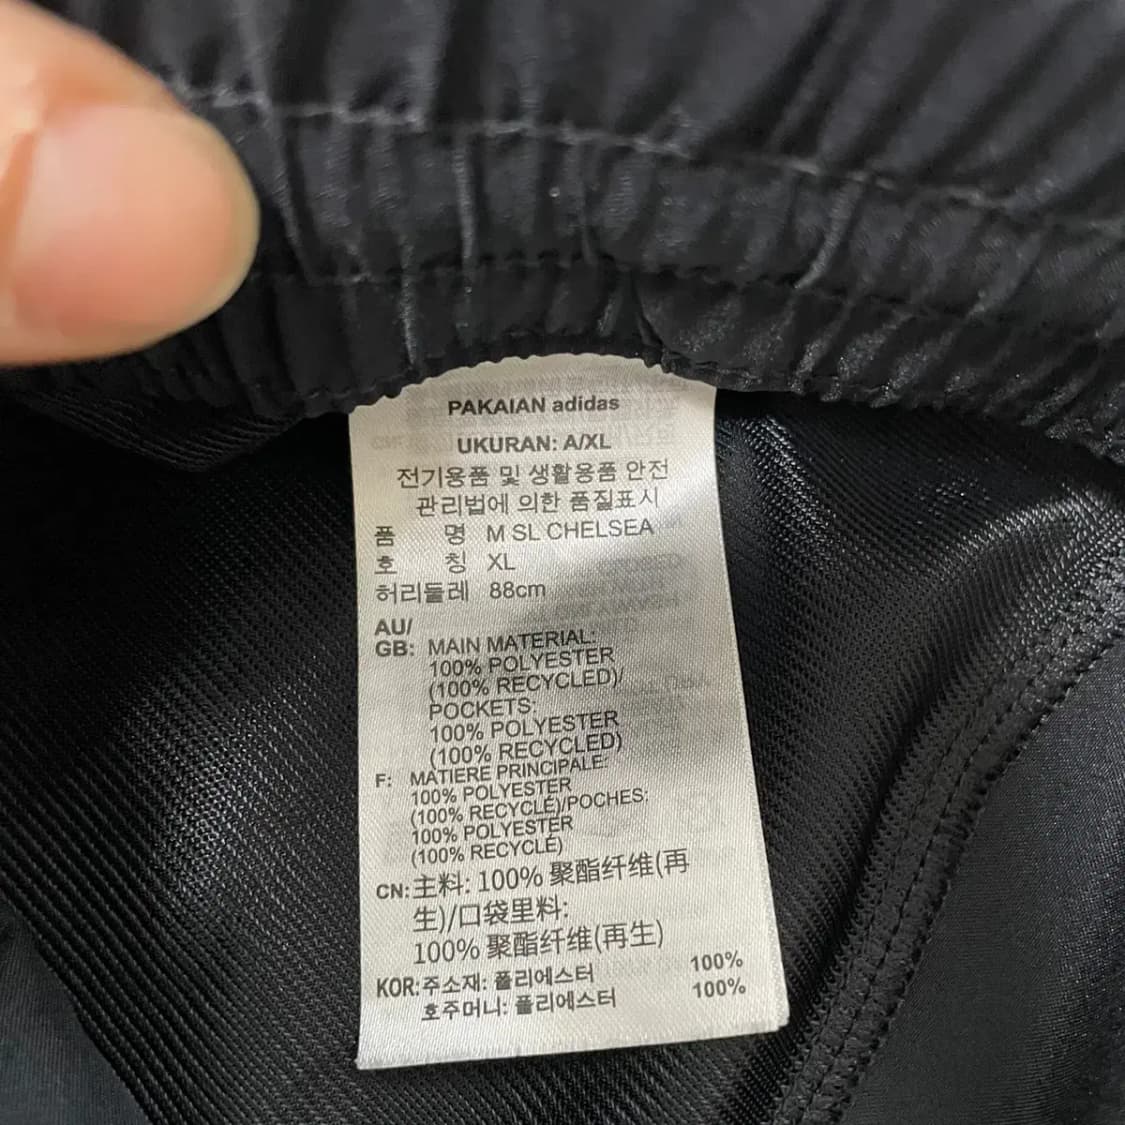 PAKAIAN adidas
UKURAN: A/XL
전기용품 및 생활용품 안전
관리법에 의한 품질표시
품 명 M SL CHELSEA
호 칭 XL
허리둘레 88cm
AU/
GB: MAIN MATERIAL:
100% POLYESTER
(100% RECYCLED)/
POCKETS:
100% POLYESTER
(100% RECYCLED)
F: MATIERE PRINCIPALE:
100% POLYESTER
(100% RECYCLÉ)/POCHES:
100% POLYESTER
(100% RECYCLÉ)
CN:主料: 100% 聚酯纤维(再
生)/口袋里料:
100% 聚酯纤维(再生)
KOR:주소재: 폴리에스터 100%
호주머니: 폴리에스터 100%